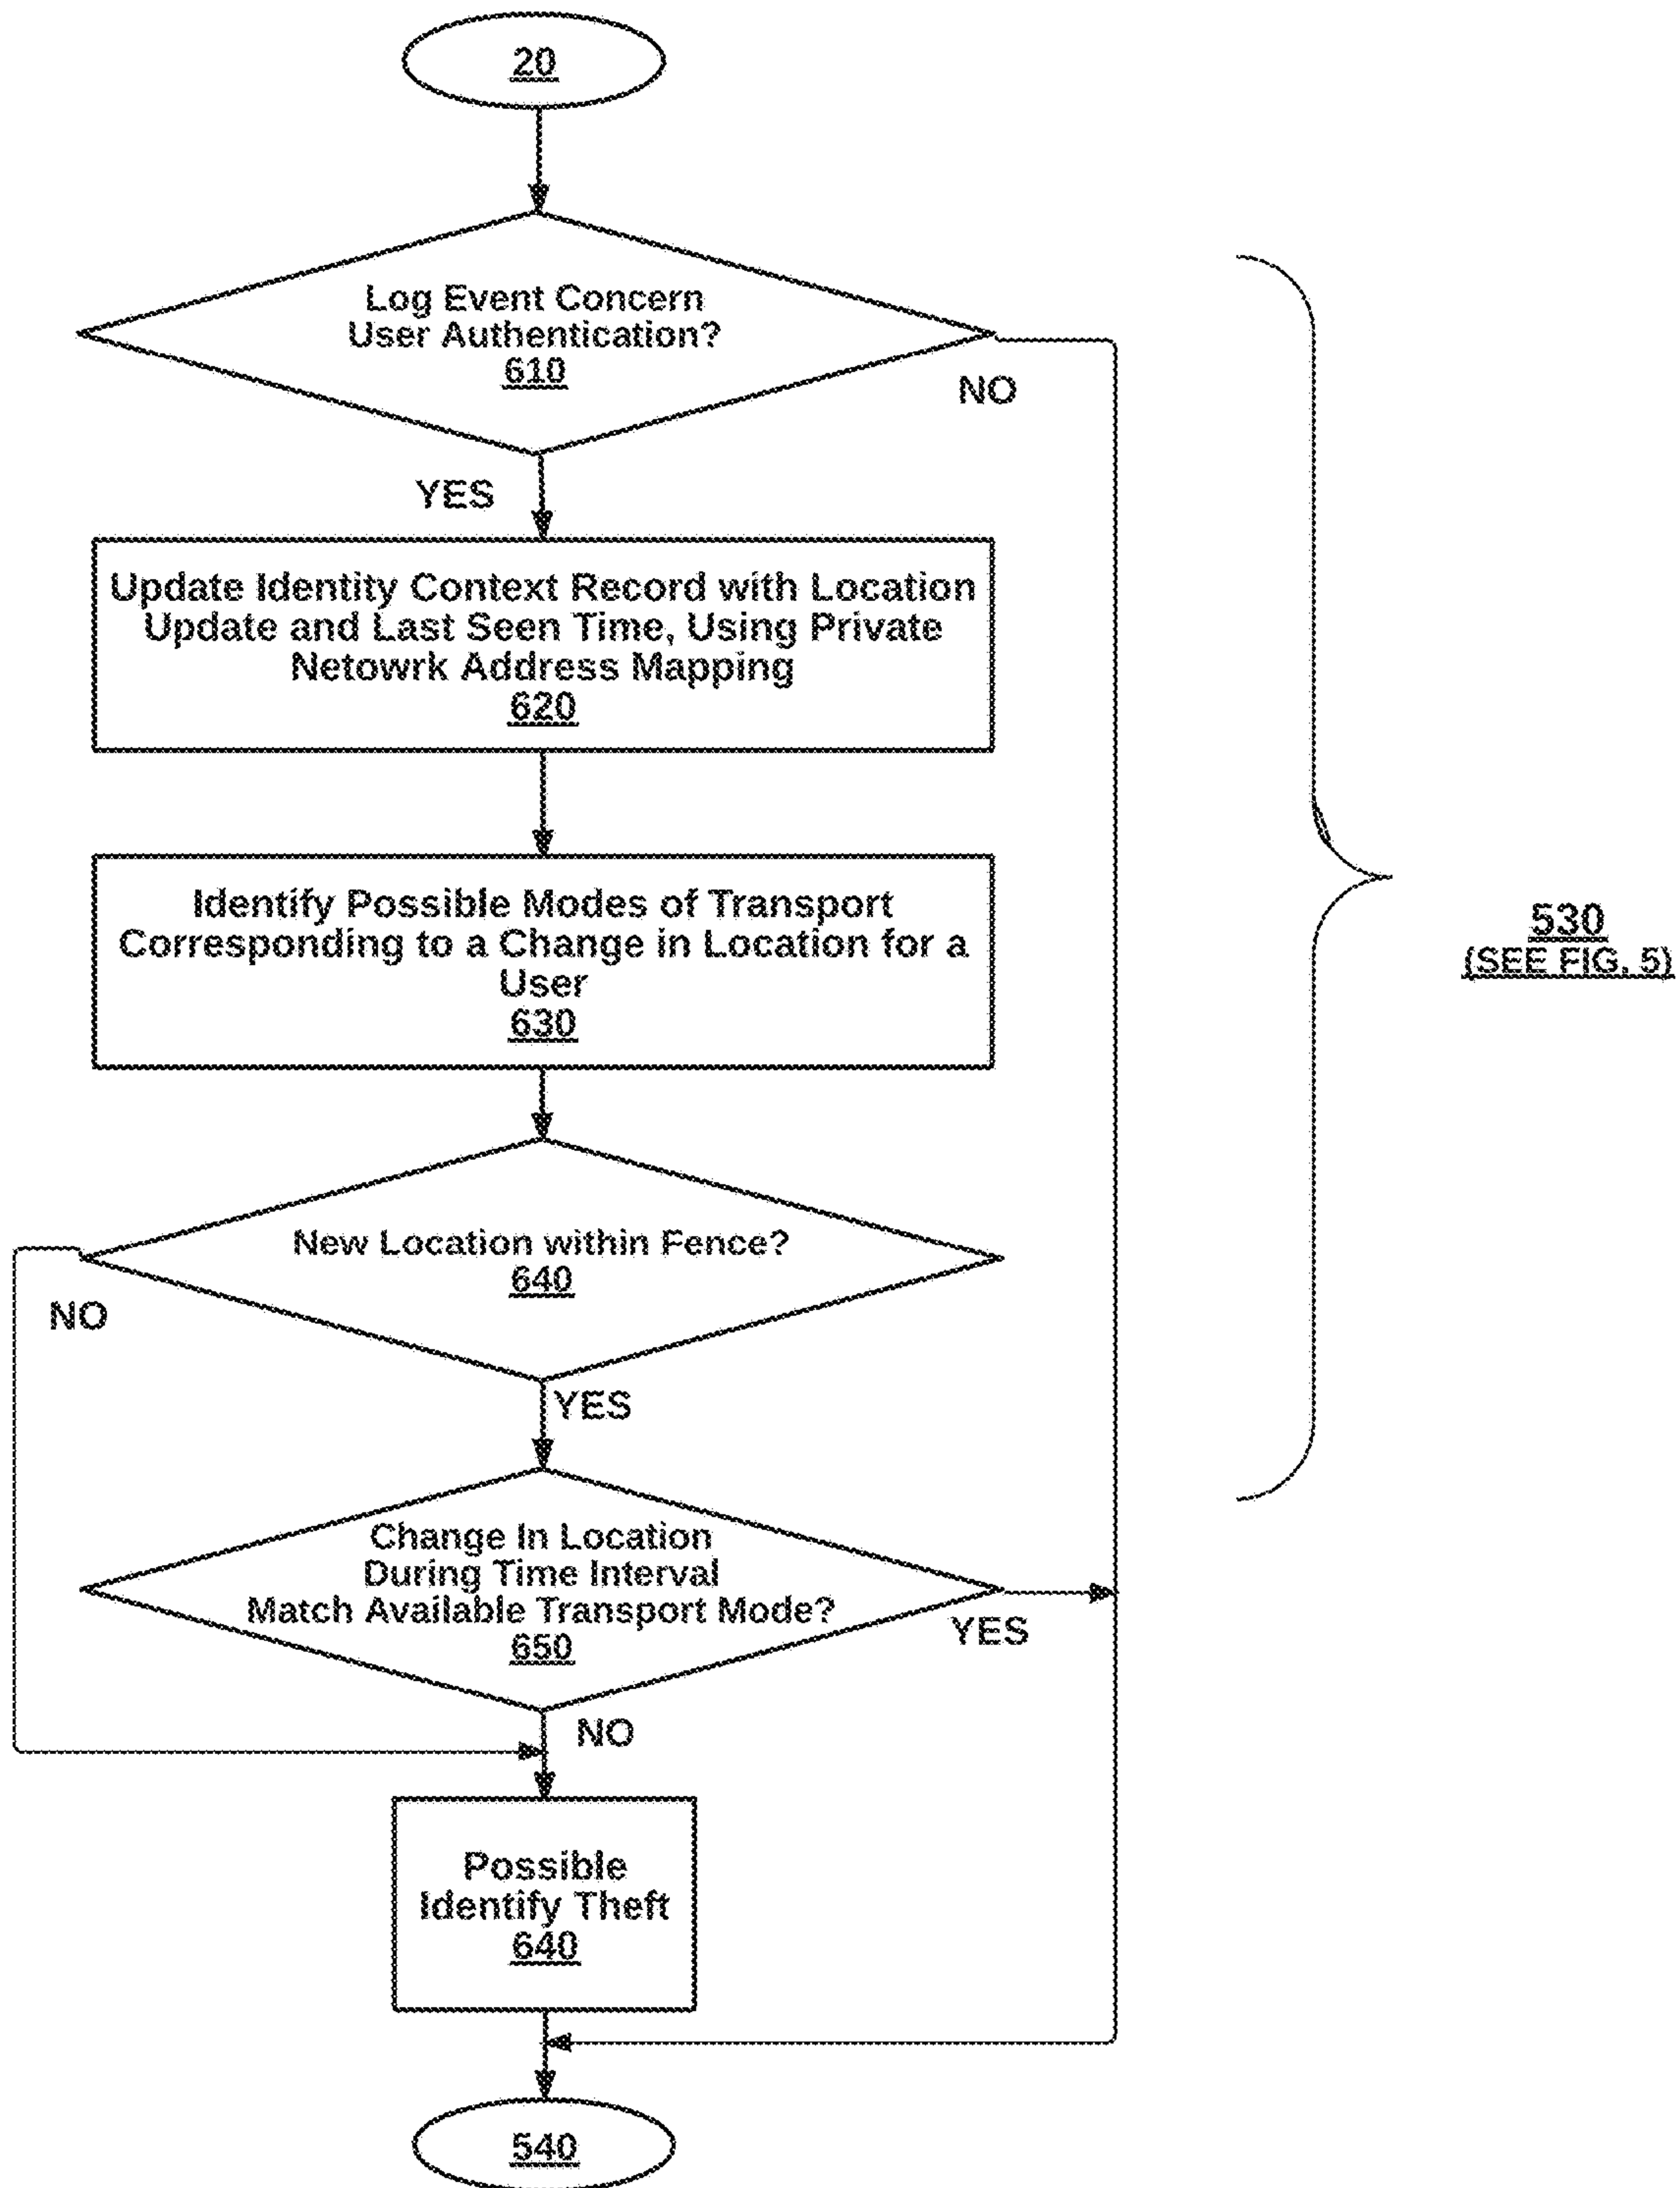 20
Log Event Concern
User Authentication?
610
NO
YES
Update Identity Context Record with Location
Update and Last Seen Time, Using Private
Netowrk Address Mapping
620
Identify Possible Modes of Transport
Corresponding to a Change in Location for a
User
630
530
(SEE FIG. 5)
New Location within Fence?
640
NO
YES
Change In Location
During Time Interval
Match Available Transport Mode?
650
YES
NO
Possible
Identify Theft
640
540